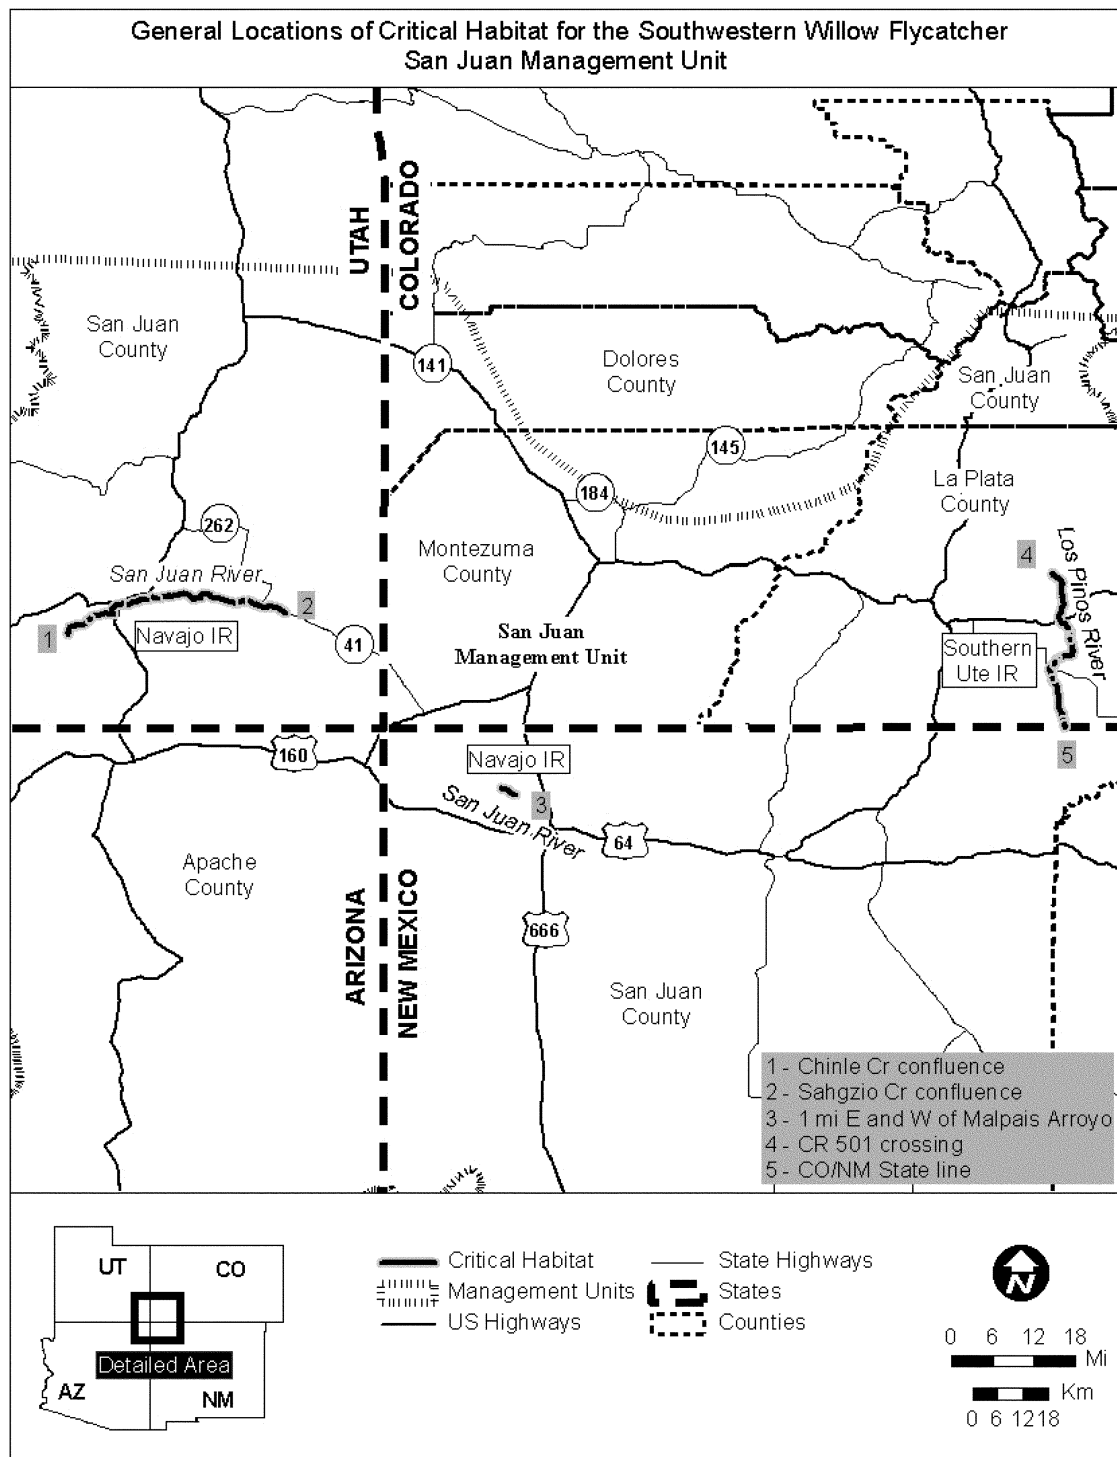 General Locations of Critical Habitat for the Southwestern Willow Flycatcher
San Juan Management Unit
UTAH
COLORADO
San Juan
County
141
Dolores
County
San Juan
County
145
184
La Plata
County
262
San Juan River
Montezuma
County
4
Los Pinos River
1
2
Navajo IR
41
San Juan
Management Unit
Southern
Ute IR
160
Navajo IR
5
San Juan River
3
64
Apache
County
ARIZONA
NEW MEXICO
666
San Juan
County
1 - Chinle Cr confluence
2 - Sahgzio Cr confluence
3 - 1 mi E and W of Malpais Arroyo
4 - CR 501 crossing
5 - CO/NM State line
UT
CO
AZ
NM
Detailed Area
Critical Habitat
Management Units
US Highways
State Highways
States
Counties
N
0 6 12 18
Mi
Km
0 6 12 18